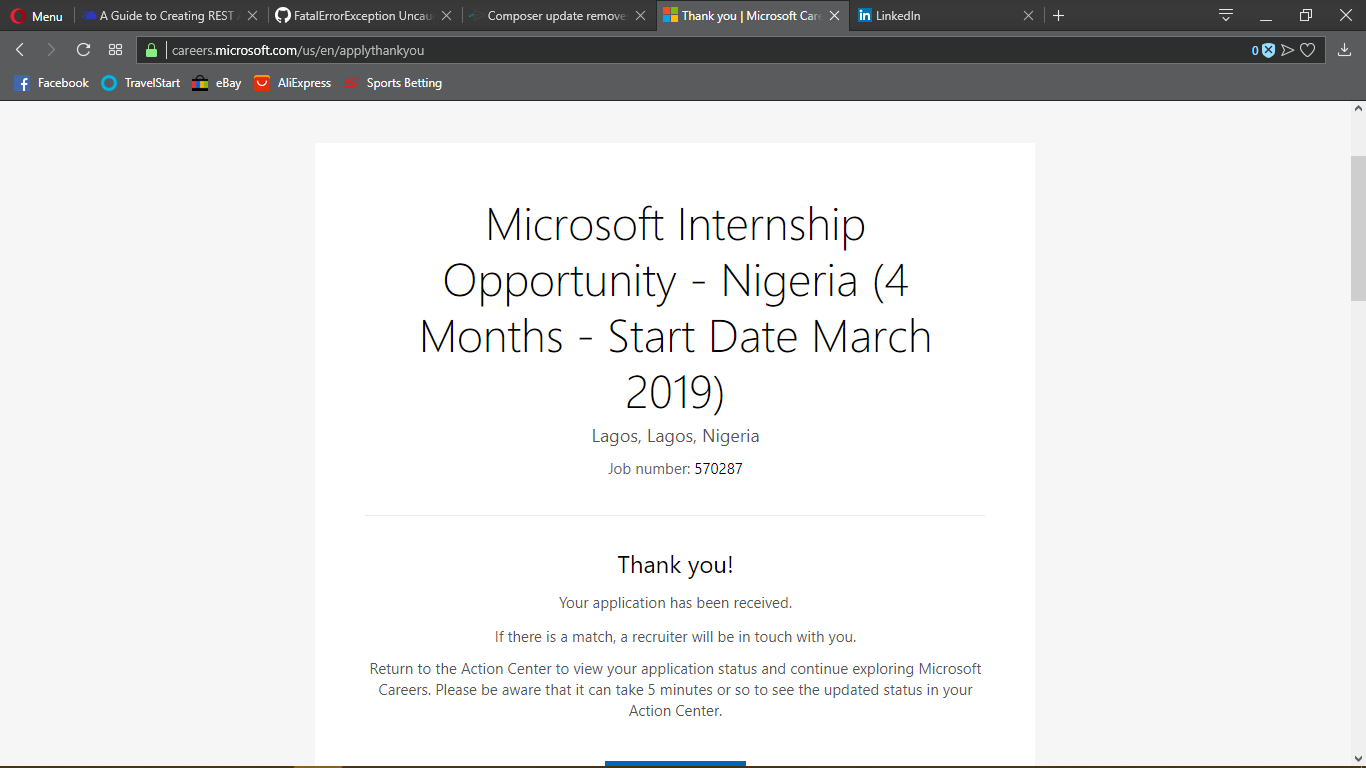 Menu
A Guide to Creating REST
FatalErrorException Uncau
Composer update remove
Thank you | Microsoft Care
LinkedIn
careers.microsoft.com/us/en/applythankyou
0
Facebook TravelStart eBay AliExpress Sports Betting
Microsoft Internship
Opportunity - Nigeria (4
Months - Start Date March
2019)
Lagos, Lagos, Nigeria
Job number: 570287
Thank you!
Your application has been received.
If there is a match, a recruiter will be in touch with you.
Return to the Action Center to view your application status and continue exploring Microsoft
Careers. Please be aware that it can take 5 minutes or so to see the updated status in your
Action Center.